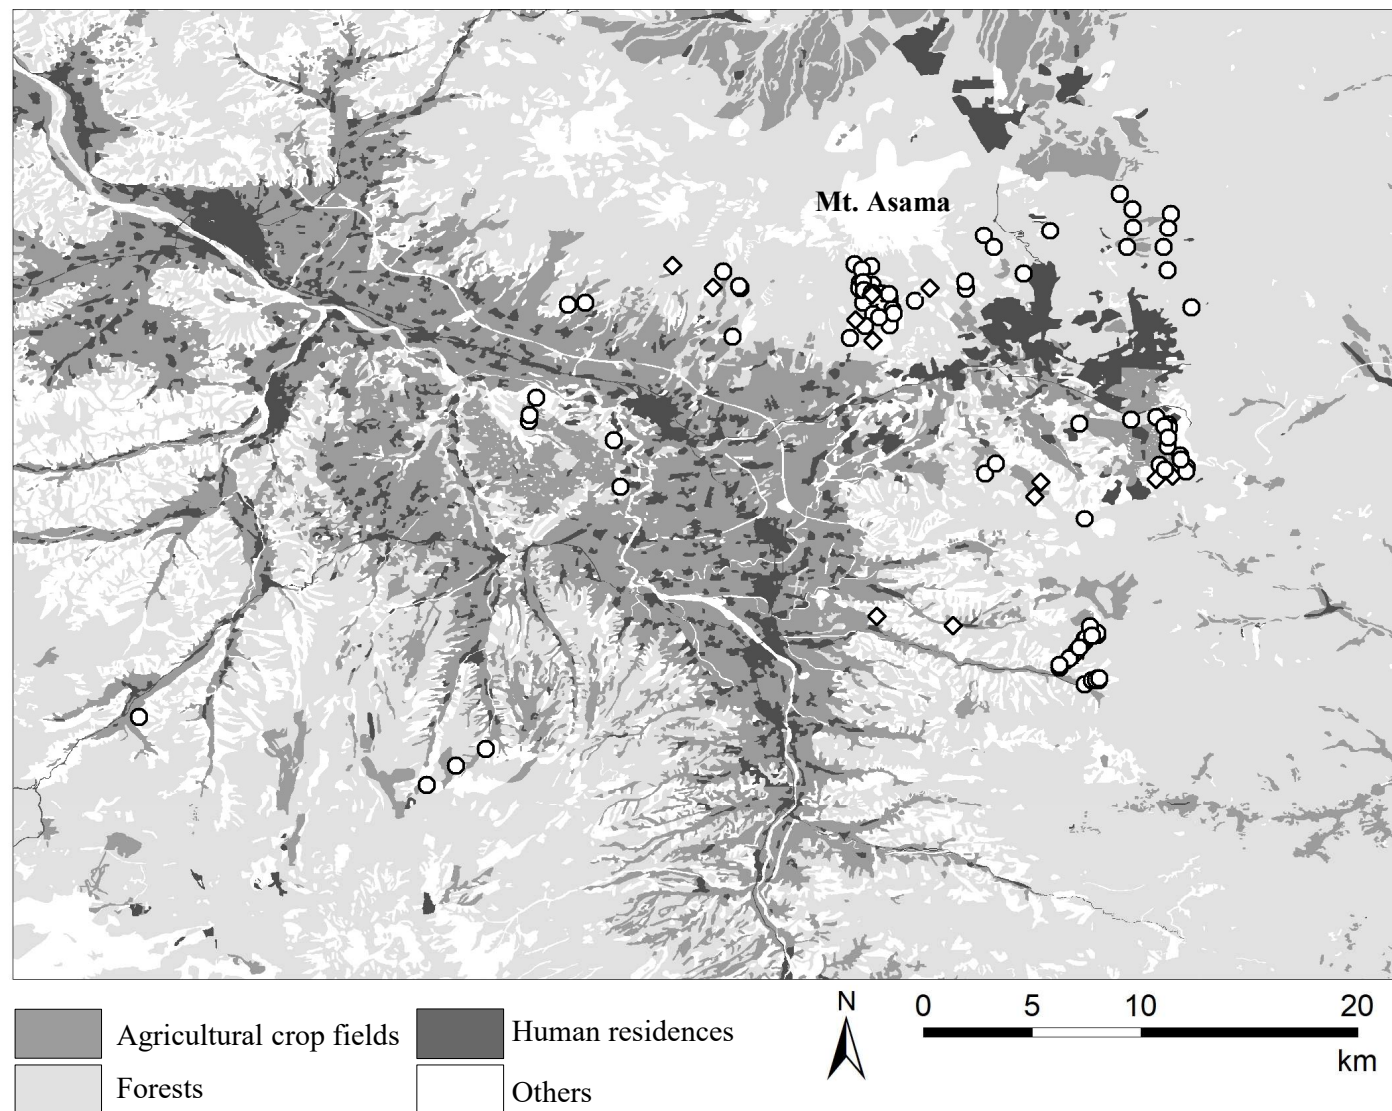 Mt. Asama
Agricultural crop fields
Human residences
Forests
Others
N
0 5 10 20
km